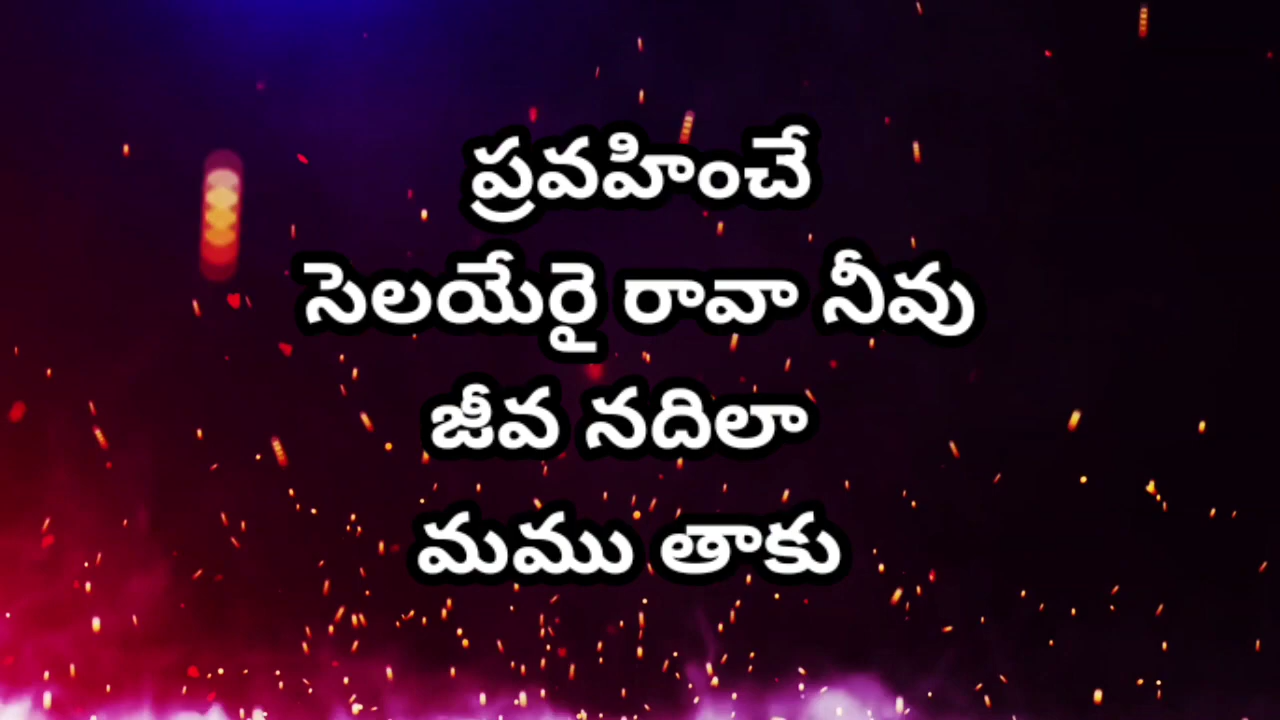 ప్రవహించే
సెలయేరై రావా నీవు
జీవ నదిలా
మము తాకు